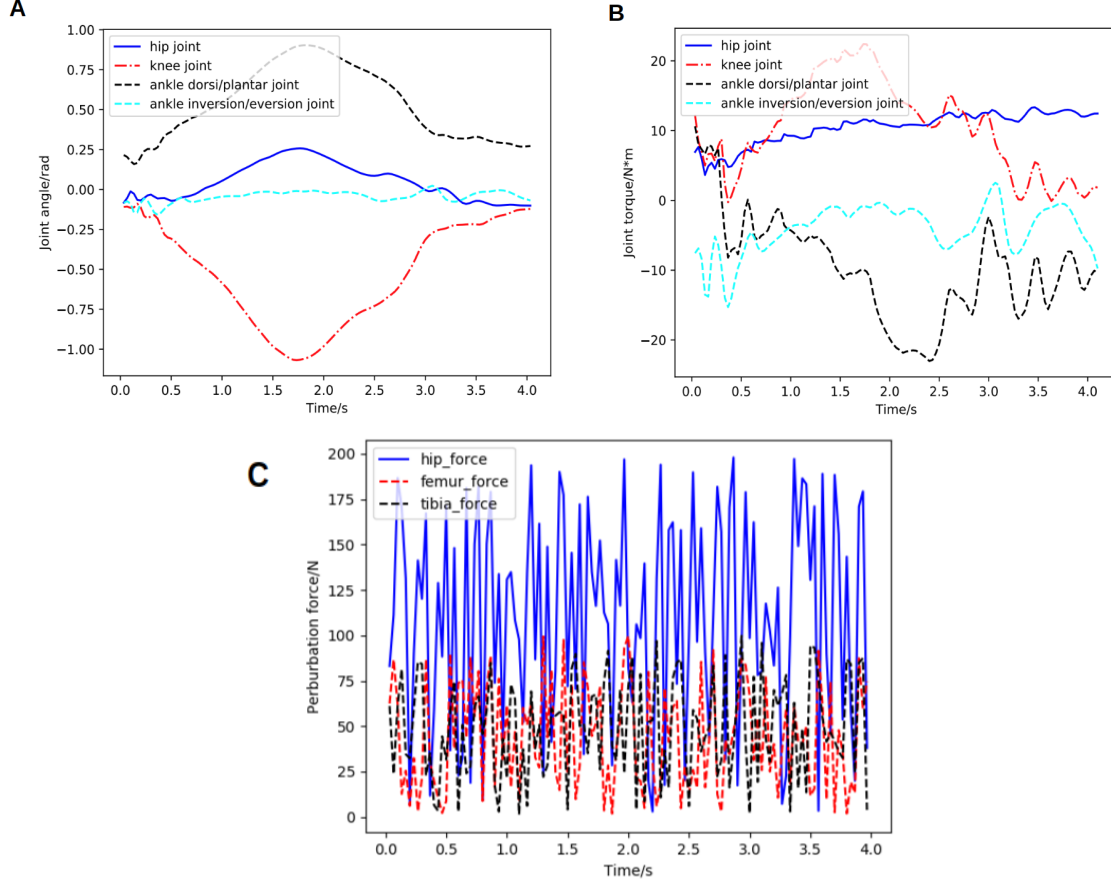 A
1.00
0.75
0.50
0.25
0.00
−0.25
−0.50
−0.75
−1.00
Joint angle/rad
hip joint
knee joint
ankle dorsi/plantar joint
ankle inversion/eversion joint
0.0 0.5 1.0 1.5 2.0 2.5 3.0 3.5 4.0
Time/s
B
20
10
0
−10
−20
Joint torque/N*m
hip joint
knee joint
ankle dorsi/plantar joint
ankle inversion/eversion joint
0.0 0.5 1.0 1.5 2.0 2.5 3.0 3.5 4.0
Time/s
C
200
175
150
125
100
75
50
25
0
Perburbation force/N
hip_force
femur_force
tibia_force
0.0 0.5 1.0 1.5 2.0 2.5 3.0 3.5 4.0
Time/s